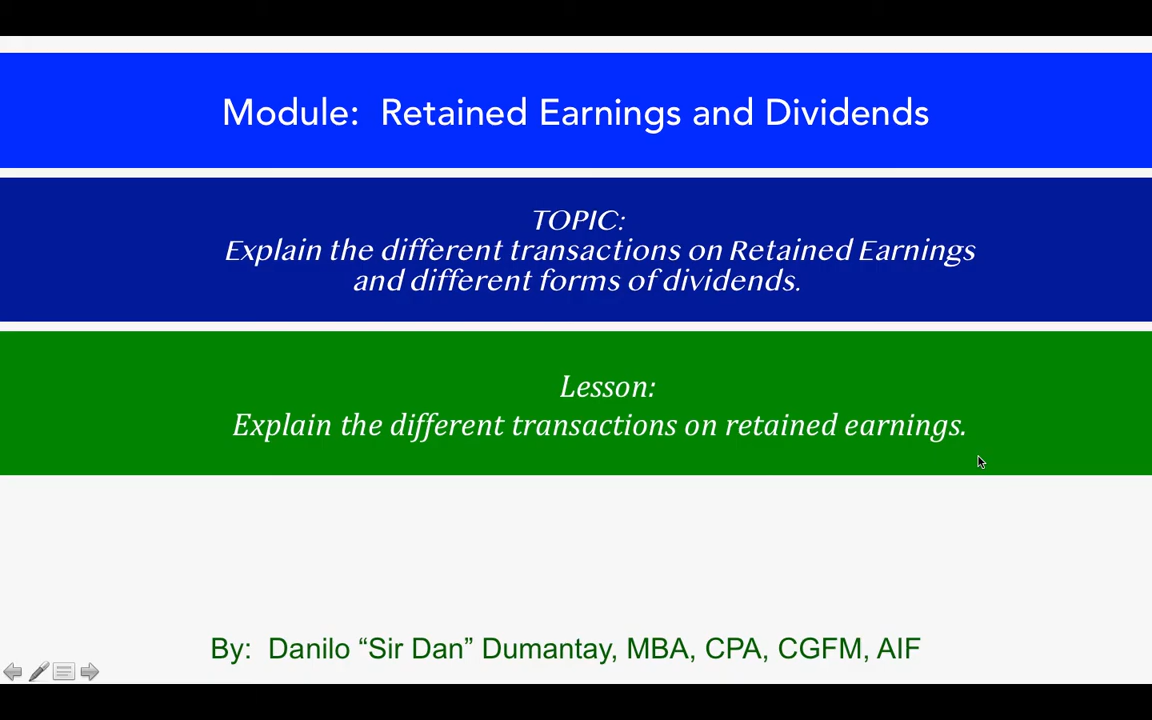 Module: Retained Earnings and Dividends
TOPIC:
Explain the different transactions on Retained Earnings
and different forms of dividends.
Lesson:
Explain the different transactions on retained earnings.
By: Danilo “Sir Dan” Dumantay, MBA, CPA, CGFM, AIF